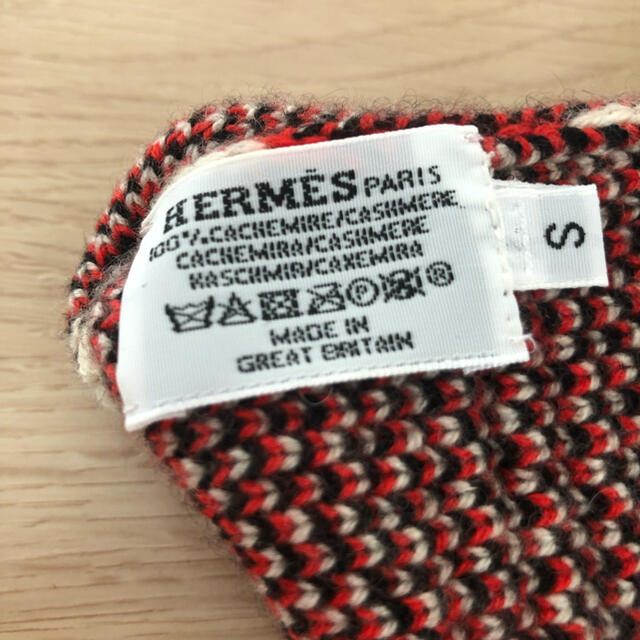 HERMÈS PARIS
100% CACHEMIRE/CASHMERE
CACHEMIRA/CASHMERE
KASCHMIR/CAXEMIRA
MADE IN
GREAT BRITAIN
S